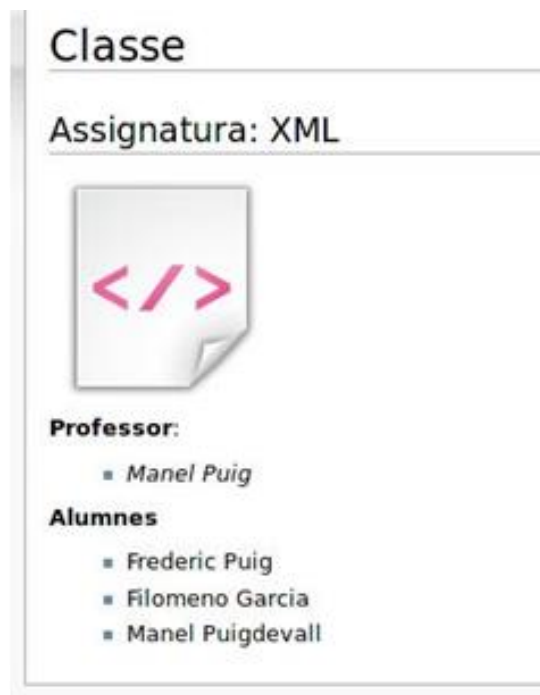 Classe
Assignatura: XML
</>
Professor:
Manel Puig
Alumnes
Frederic Puig
Filomeno Garcia
Manel Puigdevall